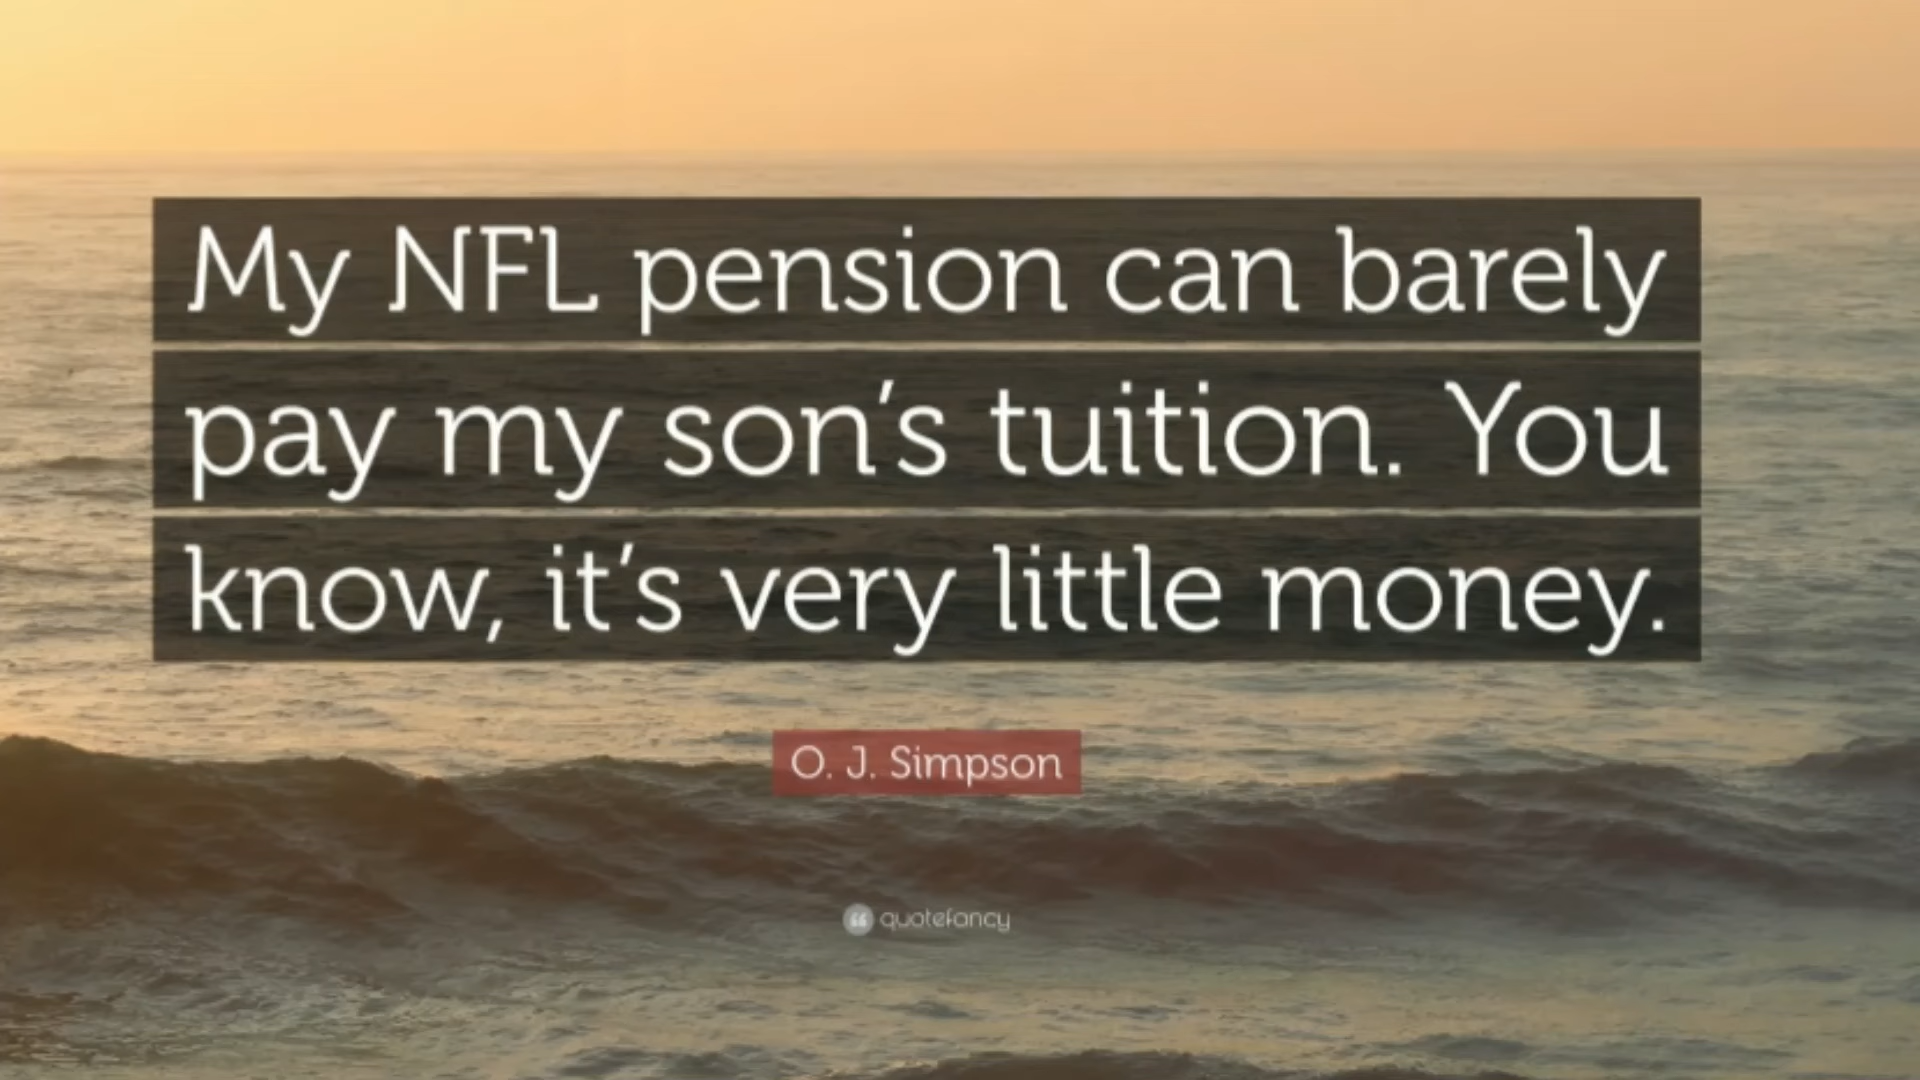 My NFL pension can barely
pay my son’s tuition. You
know, it’s very little money.
O. J. Simpson
quotefancy